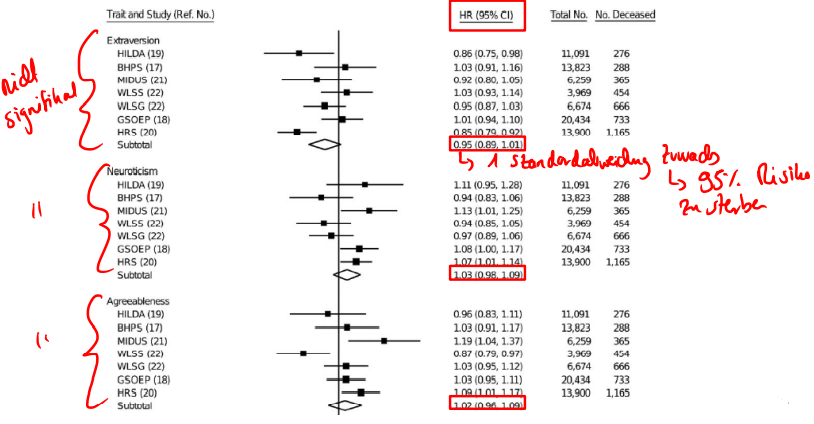 Trait and Study (Ref. No.) HR (95% CI) Total No. No. Deceased
Extraversion
HILDA (19) 0.86 (0.75, 0.98) 11,091 276
BHPS (17) 1.03 (0.91, 1.16) 13,823 288
MIDUS (21) 0.92 (0.80, 1.05) 6,259 365
WLSS (22) 1.03 (0.93, 1.14) 3,969 454
WLSG (22) 0.95 (0.87, 1.03) 6,674 666
GSOEP (18) 1.01 (0.94, 1.10) 20,434 733
HRS (20) 0.85 (0.79, 0.92) 13,900 1,165
Subtotal 0.95 (0.89, 1.01)
nicht
signifikant
↳ 1 Standardabweichung Zuwachs
↳ 95% Risiko
zu sterben
Neuroticism
HILDA (19) 1.11 (0.95, 1.28) 11,091 276
BHPS (17) 0.94 (0.83, 1.06) 13,823 288
MIDUS (21) 1.13 (1.01, 1.25) 6,259 365
WLSS (22) 0.94 (0.85, 1.05) 3,969 454
WLSG (22) 0.97 (0.89, 1.06) 6,674 666
GSOEP (18) 1.08 (1.00, 1.17) 20,434 733
HRS (20) 1.07 (1.01, 1.14) 13,900 1,165
Subtotal 1.03 (0.98, 1.09)
"
Agreeableness
HILDA (19) 0.96 (0.83, 1.11) 11,091 276
BHPS (17) 1.03 (0.91, 1.17) 13,823 288
MIDUS (21) 1.19 (1.04, 1.37) 6,259 365
WLSS (22) 0.87 (0.79, 0.97) 3,969 454
WLSG (22) 1.03 (0.95, 1.12) 6,674 666
GSOEP (18) 1.03 (0.95, 1.11) 20,434 733
HRS (20) 1.09 (1.01, 1.17) 13,900 1,165
Subtotal 1.02 (0.96, 1.09)
"